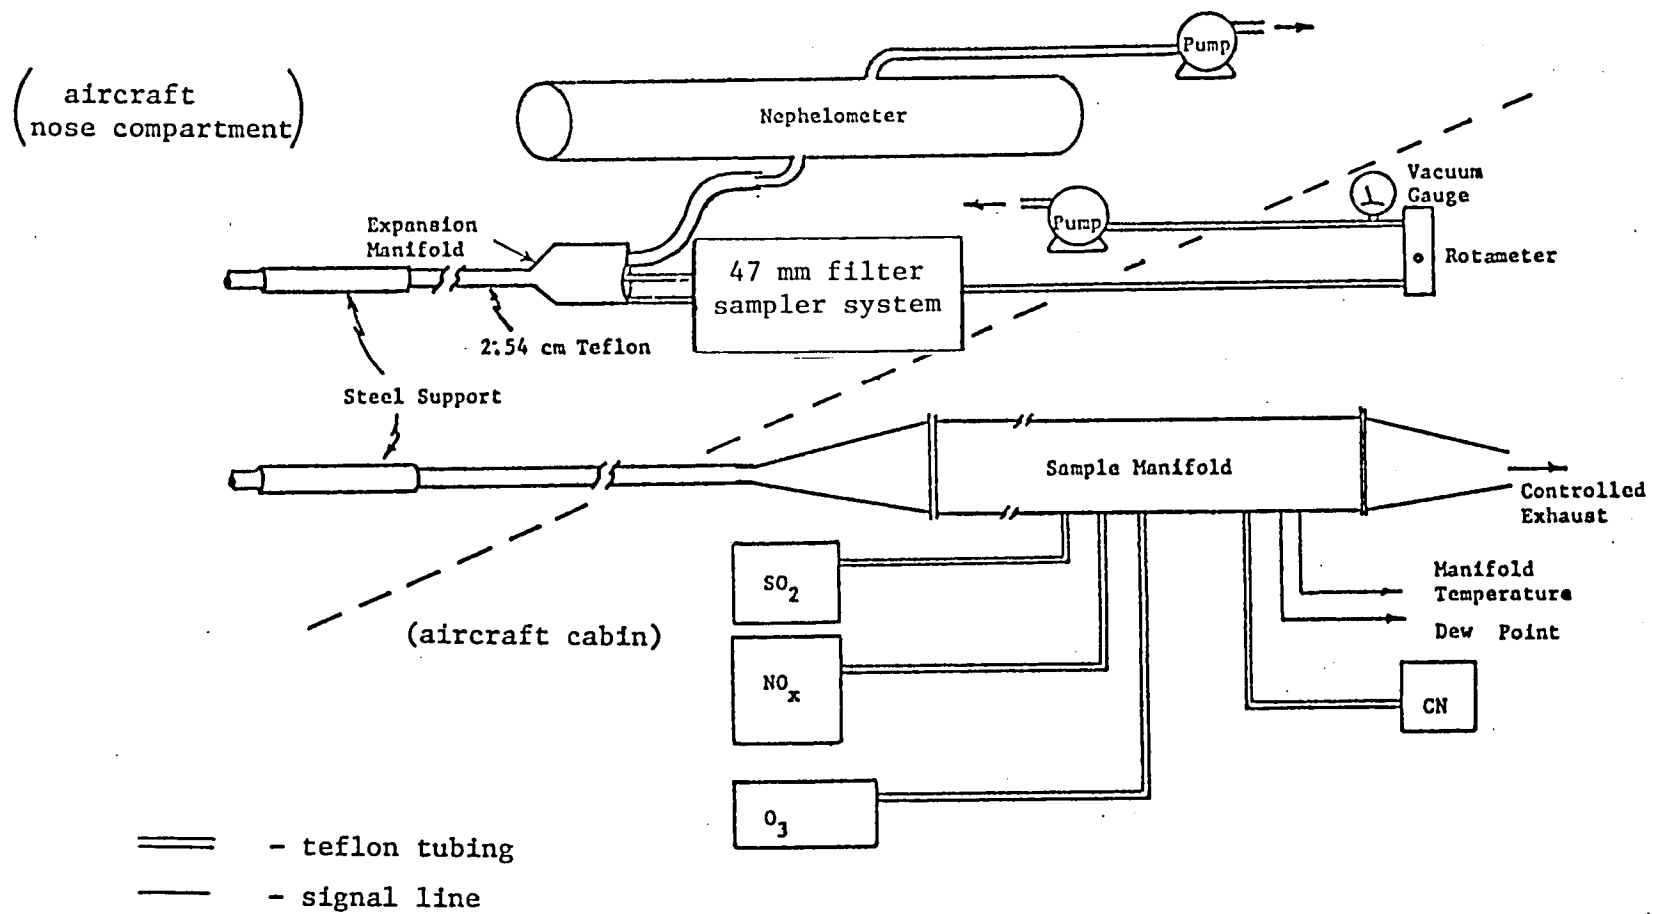 Pump
aircraft
nose compartment
Nephelometer
Vacuum
Gauge
Pump
Expansion
Manifold
Rotameter
47 mm filter
sampler system
2.54 cm Teflon
Steel Support
Sample Manifold
Controlled
Exhaust
SO2
Manifold
Temperature
Dew Point
(aircraft cabin)
NOx
CN
O3
- teflon tubing
- signal line